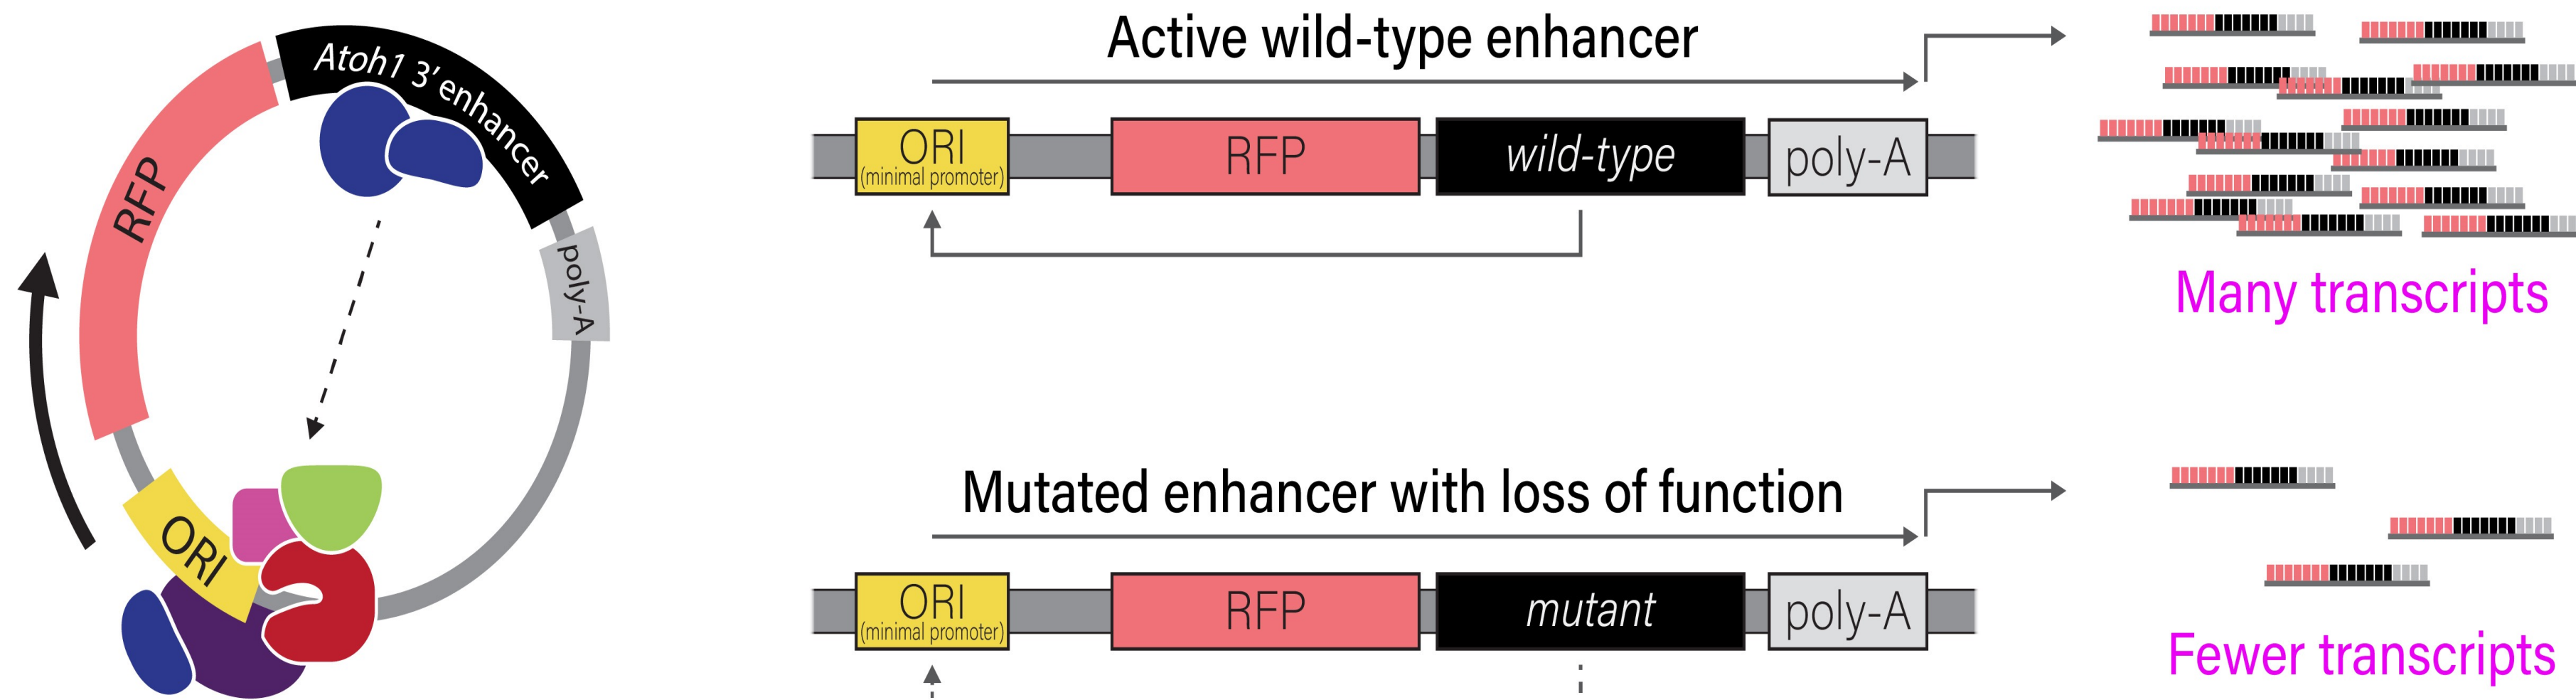 Atoh1 3' enhancer
RFP
poly-A
ORI
Active wild-type enhancer
ORI
(minimal promoter)
RFP
wild-type
poly-A
Many transcripts
Mutated enhancer with loss of function
ORI
(minimal promoter)
RFP
mutant
poly-A
Fewer transcripts